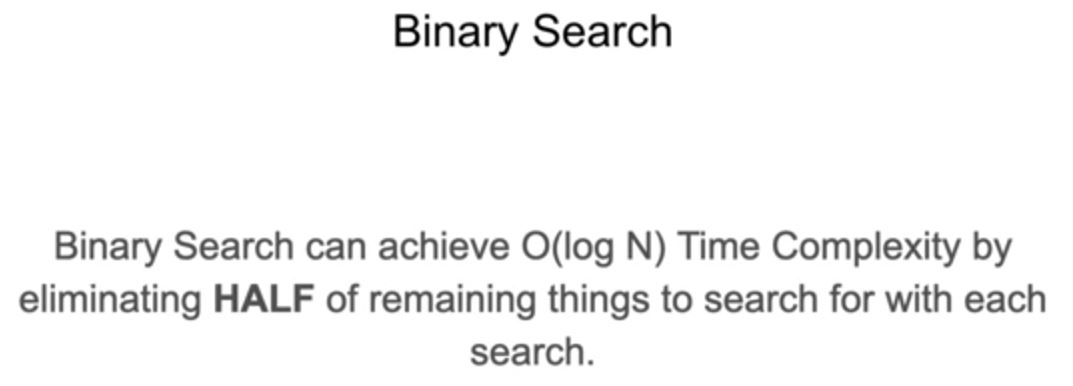 Binary Search
Binary Search can achieve O(log N) Time Complexity by
eliminating HALF of remaining things to search for with each
search.